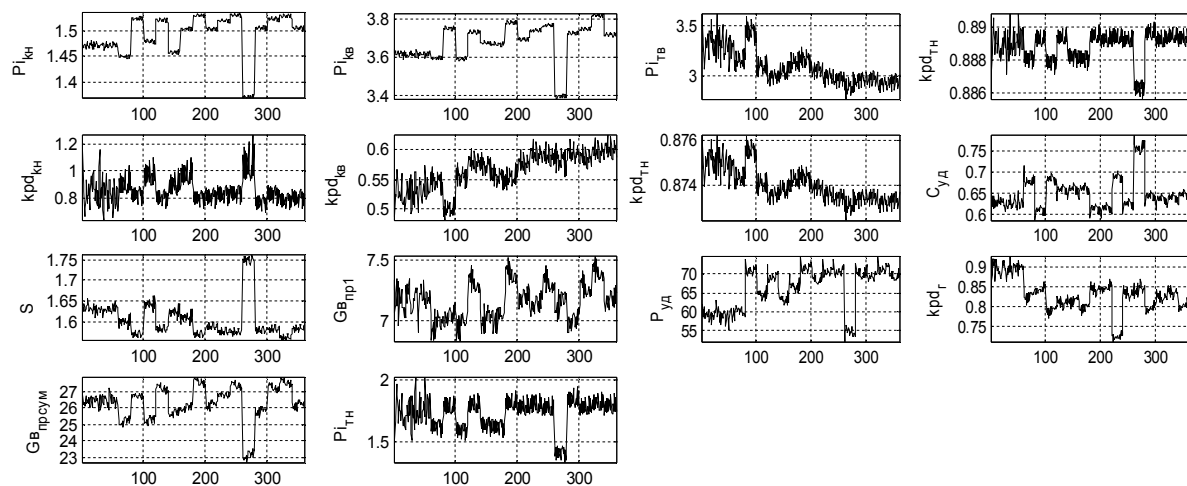 Pi_кн
1.5
1.45
1.4
100 200 300
Pi_кв
3.8
3.6
3.4
100 200 300
Pi_тв
3.5
3
100 200 300
kpd_тн
0.89
0.888
0.886
100 200 300
kpd_кн
1.2
1
0.8
100 200 300
kpd_кв
0.6
0.55
0.5
100 200 300
kpd_тн
0.876
0.874
100 200 300
C_уд
0.75
0.7
0.65
0.6
100 200 300
S
1.75
1.7
1.65
1.6
100 200 300
Gв_пр1
7.5
7
100 200 300
P_уд
70
65
60
55
100 200 300
kpd_г
0.9
0.85
0.8
0.75
100 200 300
Gв_прсум
27
26
25
24
23
100 200 300
Pi_тн
2
1.5
100 200 300